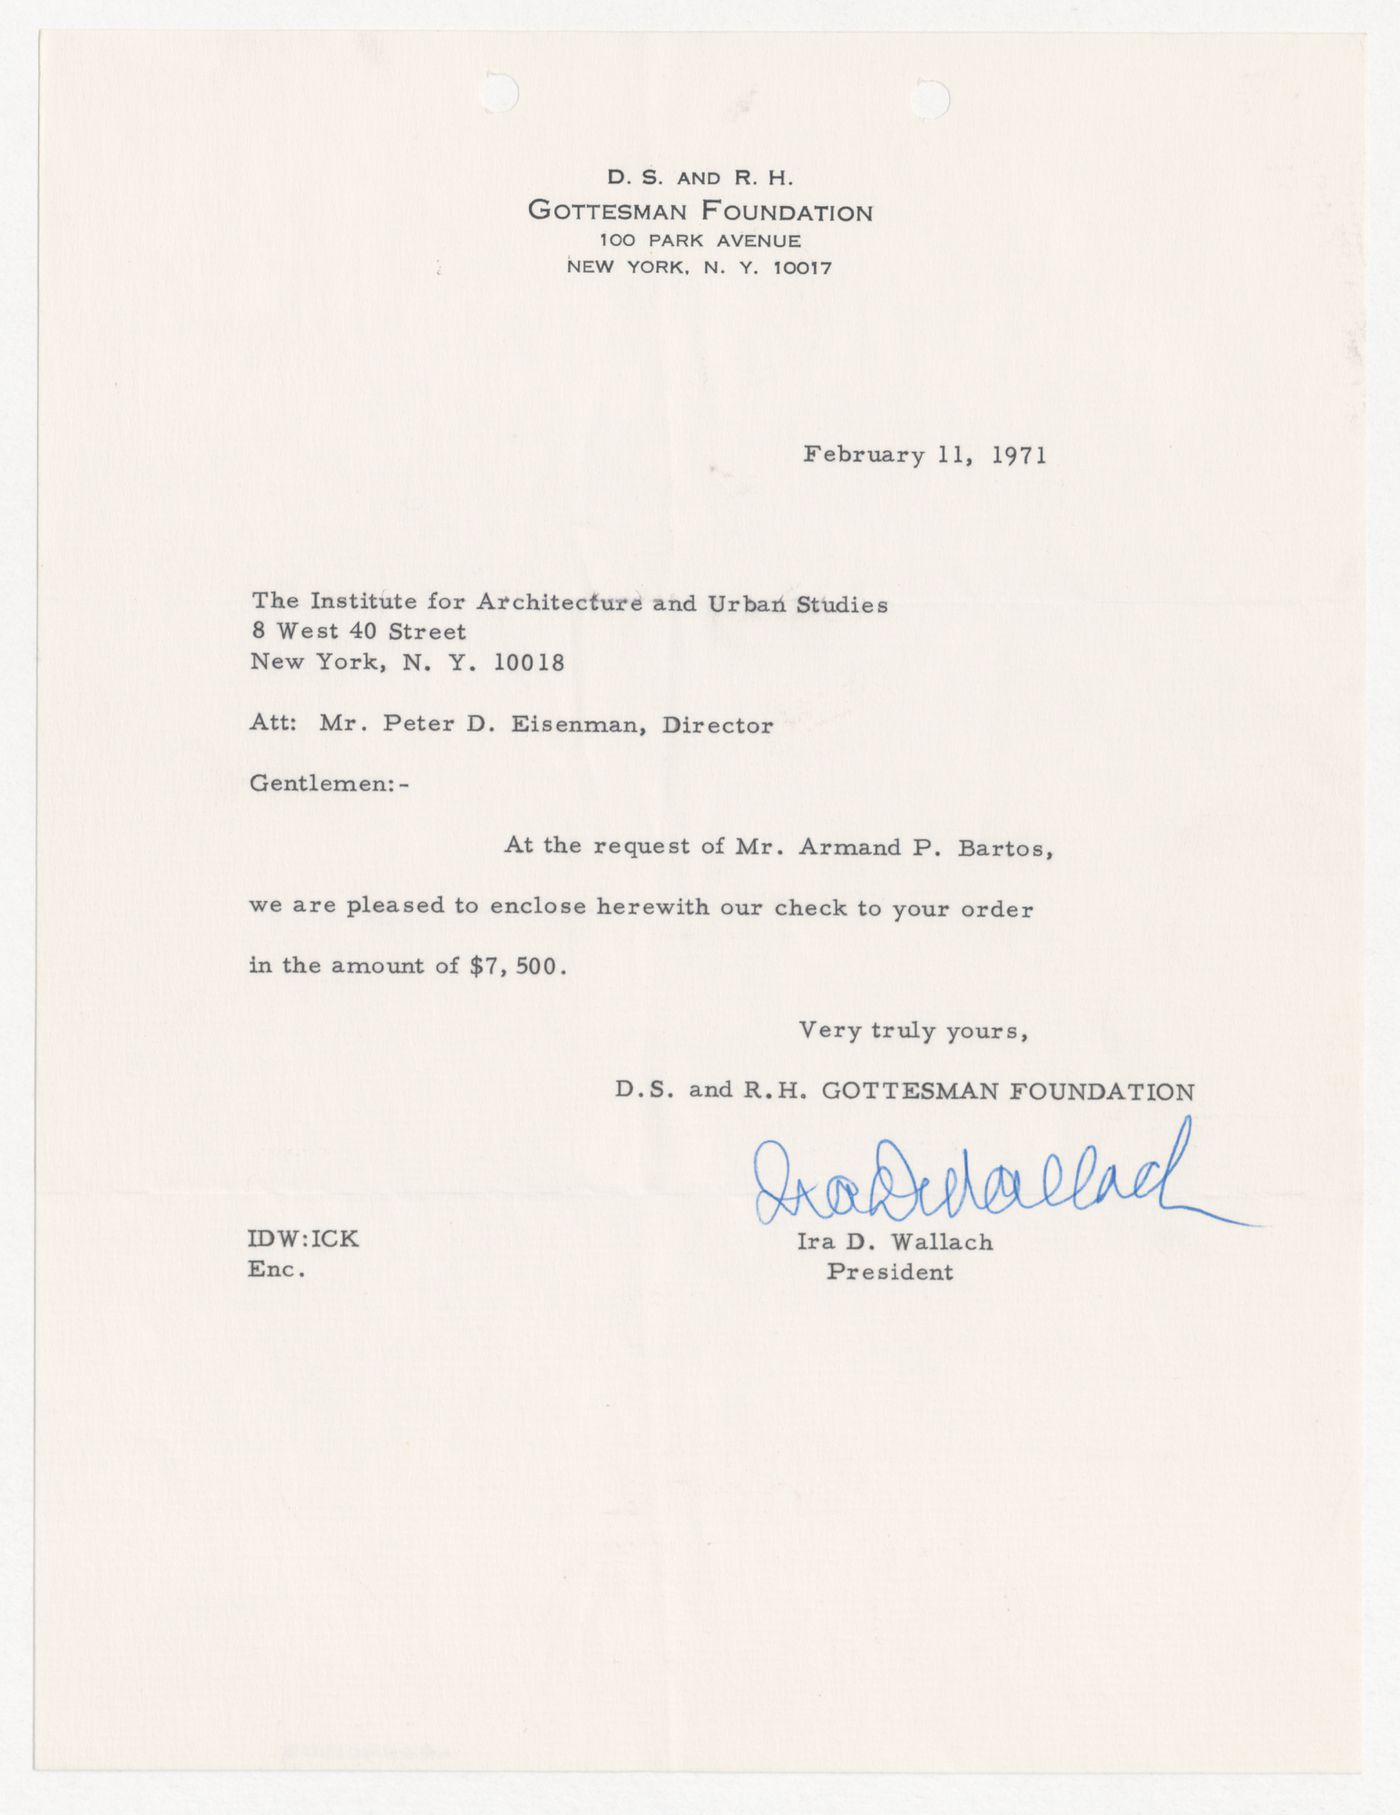 D. S. AND R. H.
GOTTESMAN FOUNDATION
100 PARK AVENUE
NEW YORK, N. Y. 10017
February 11, 1971
The Institute for Architecture and Urban Studies
8 West 40 Street
New York, N. Y. 10018
Att: Mr. Peter D. Eisenman, Director
Gentlemen:-
At the request of Mr. Armand P. Bartos,
we are pleased to enclose herewith our check to your order
in the amount of $7,500.
Very truly yours,
D.S. and R.H. GOTTESMAN FOUNDATION
Ira D. Wallach
IDW:ICK
Ira D. Wallach
Enc.
President